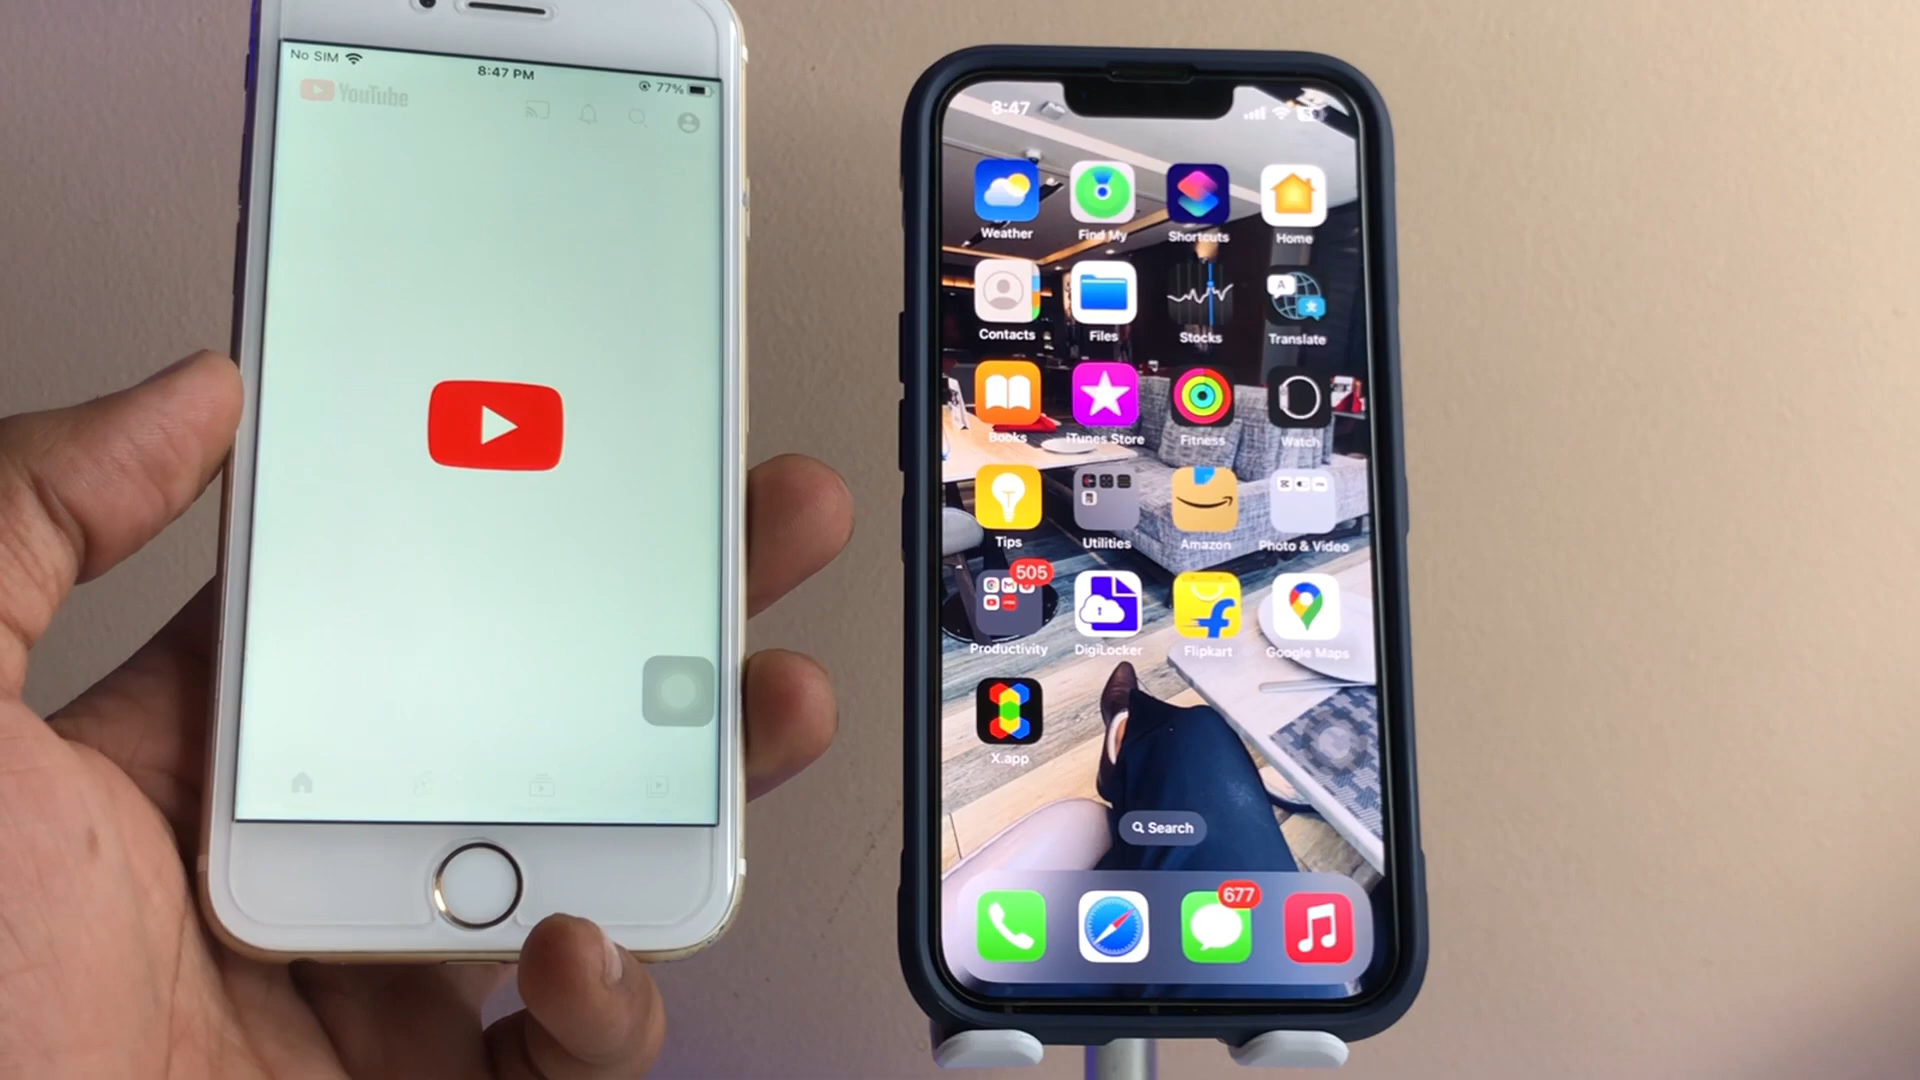 No SIM
8:47 PM
77%
YouTube
8:47
Weather
Find My
Shortcuts
Home
Contacts
Files
Stocks
Translate
Books
iTunes Store
Fitness
Watch
Tips
Utilities
Amazon
Photo & Video
505
Productivity
DigiLocker
Flipkart
Google Maps
X.app
Search
677